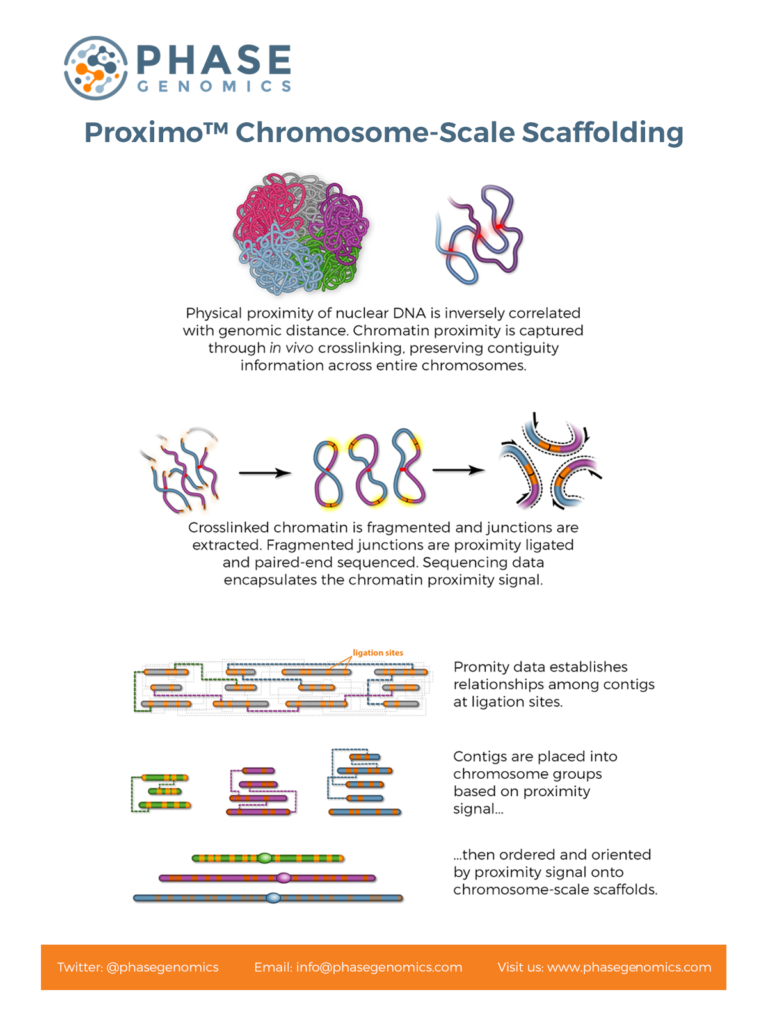 PHASE
GENOMICS
Proximo™ Chromosome-Scale Scaffolding
Physical proximity of nuclear DNA is inversely correlated
with genomic distance. Chromatin proximity is captured
through in vivo crosslinking, preserving contiguity
information across entire chromosomes.
Crosslinked chromatin is fragmented and junctions are
extracted. Fragmented junctions are proximity ligated
and paired-end sequenced. Sequencing data
encapsulates the chromatin proximity signal.
ligation sites
Promity data establishes
relationships among contigs
at ligation sites.
Contigs are placed into
chromosome groups
based on proximity
signal...
...then ordered and oriented
by proximity signal onto
chromosome-scale scaffolds.
Twitter: @phasegenomics Email: info@phasegenomics.com Visit us: www.phasegenomics.com